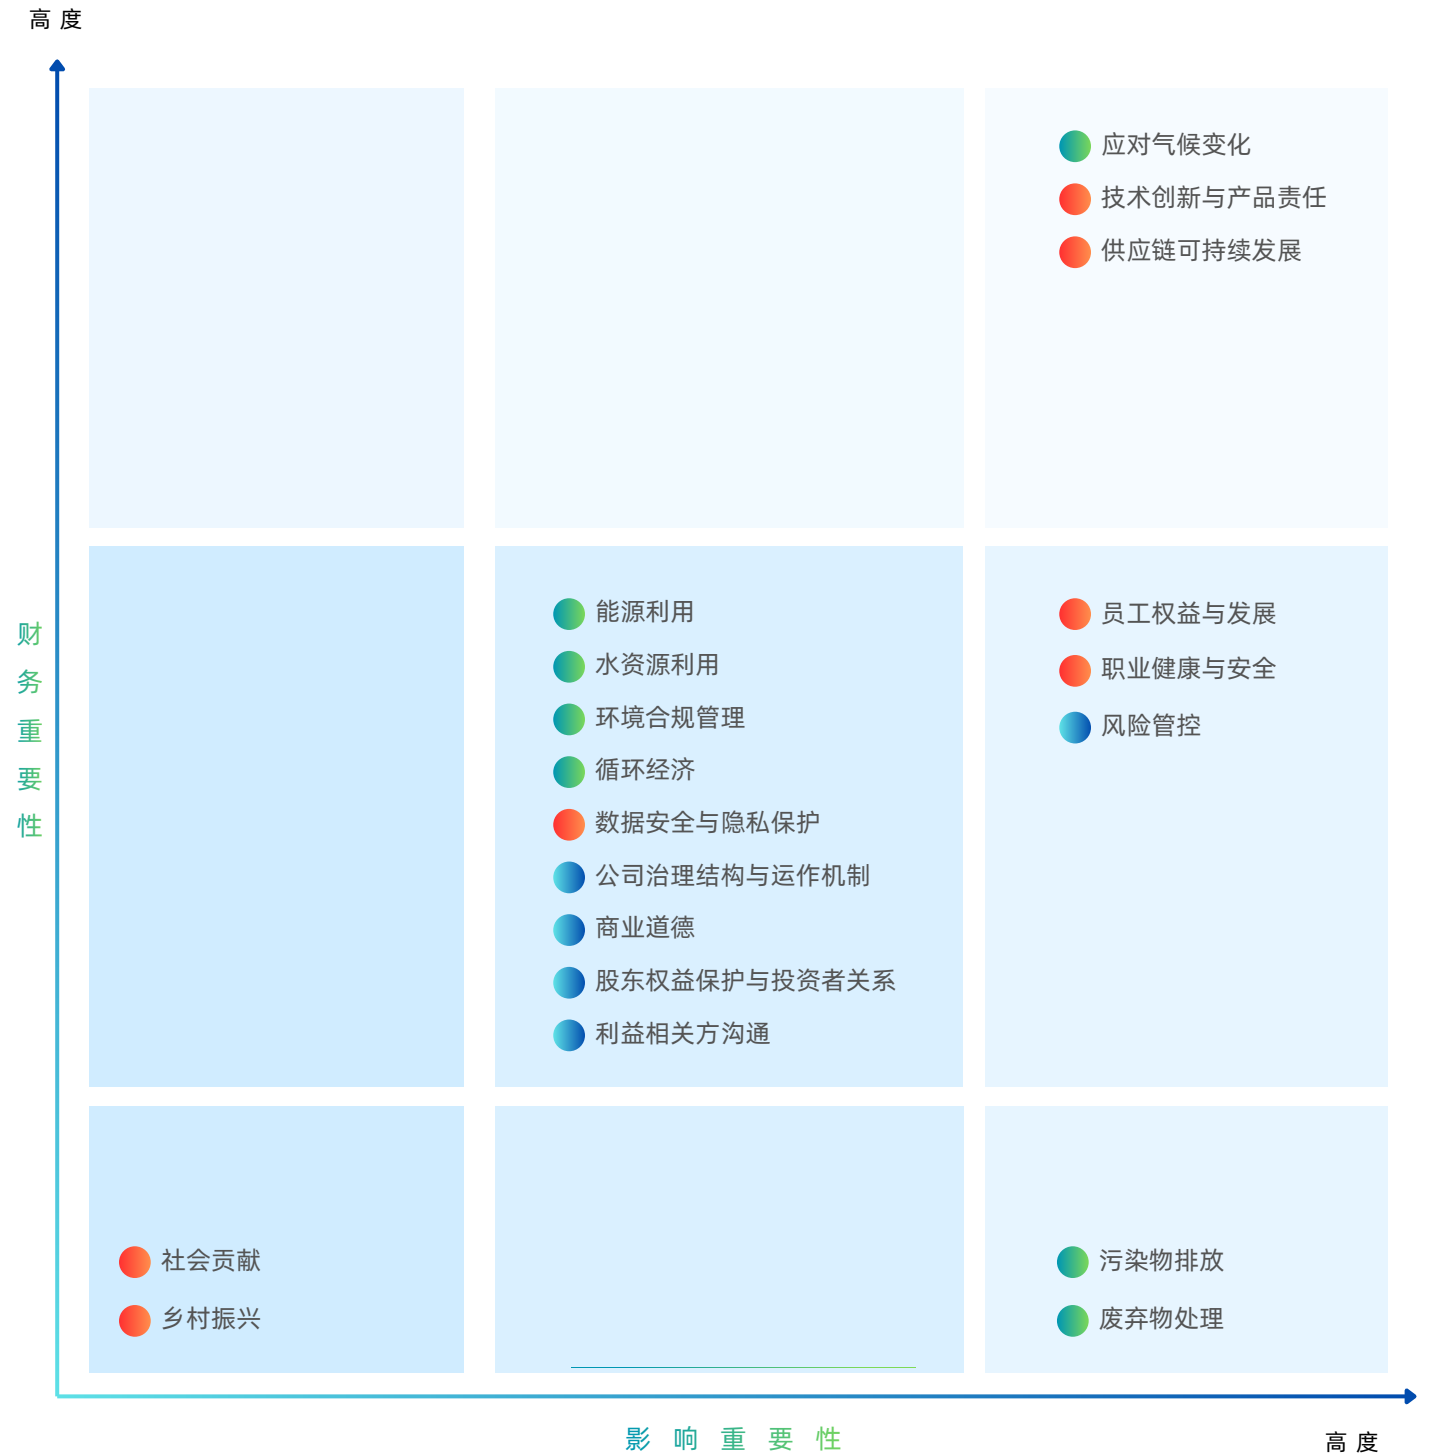 高度
应对气候变化
技术创新与产品责任
供应链可持续发展
财务重要性
能源利用
水资源利用
环境合规管理
循环经济
数据安全与隐私保护
公司治理结构与运作机制
商业道德
股东权益保护与投资者关系
利益相关方沟通
员工权益与发展
职业健康与安全
风险管控
社会贡献
乡村振兴
污染物排放
废弃物处理
影响重要性
高度